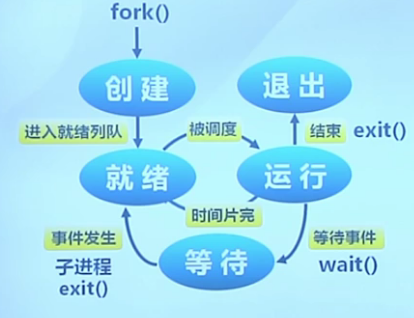 fork()
创建
退出
进入就绪列队
被调度
结束 exit()
就绪
运行
时间片完
事件发生
等待事件
子进程
等待
wait()
exit()